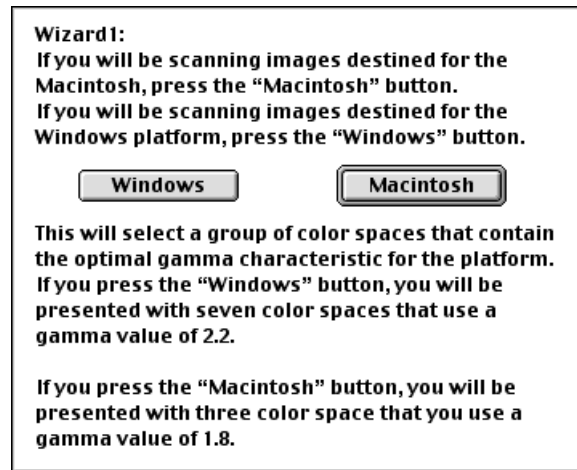 Wizard1:
If you will be scanning images destined for the
Macintosh, press the “Macintosh” button.
If you will be scanning images destined for the
Windows platform, press the “Windows” button.
Windows Macintosh
This will select a group of color spaces that contain
the optimal gamma characteristic for the platform.
If you press the “Windows” button, you will be
presented with seven color spaces that use a
gamma value of 2.2.
If you press the “Macintosh” button, you will be
presented with three color space that you use a
gamma value of 1.8.